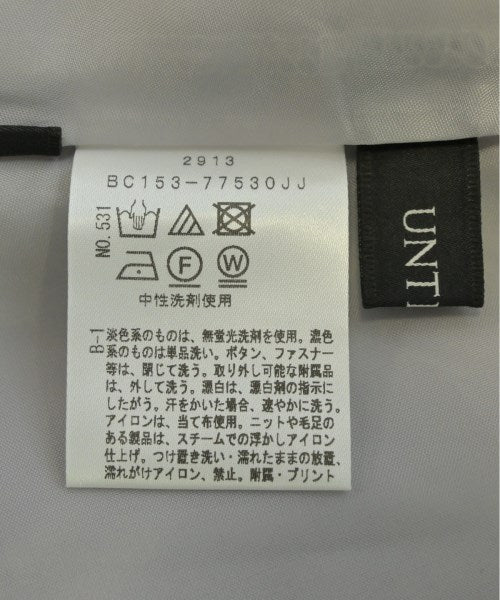 2913
BC153-77530JJ
NO.531
F
W
中性洗剤使用
B-1
淡色系のものは、無蛍光洗剤を使用。濃色
系のものは単品洗い。ボタン、ファスナー
等は、閉じて洗う。取り外し可能な附属品
は、外して洗う。漂白は、漂白剤の指示に
したがう。汗をかいた場合、速やかに洗う。
アイロンは、当て布使用。ニットや毛足の
ある製品は、スチームでの浮かしアイロン
仕上げ。つけ置き洗い・濡れたままの放置、
濡れがけアイロン、禁止。附属・プリント
UNTI